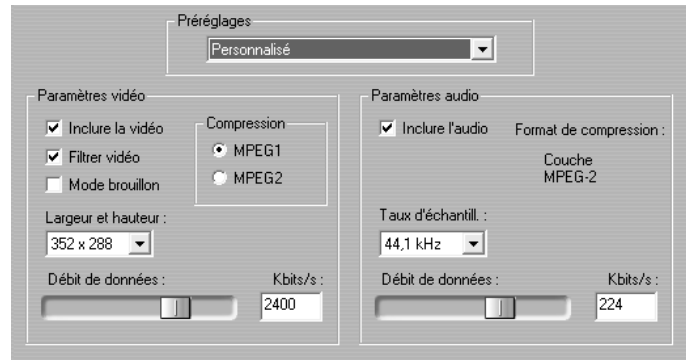 Préréglages
Personnalisé
Paramètres vidéo
Inclure la vidéo
Filtrer vidéo
Mode brouillon
Compression
MPEG1
MPEG2
Largeur et hauteur :
352 x 288
Débit de données :
Kbits/s :
2400
Paramètres audio
Inclure l'audio
Format de compression :
Couche
MPEG-2
Taux d'échantill. :
44,1 kHz
Débit de données :
Kbits/s :
224